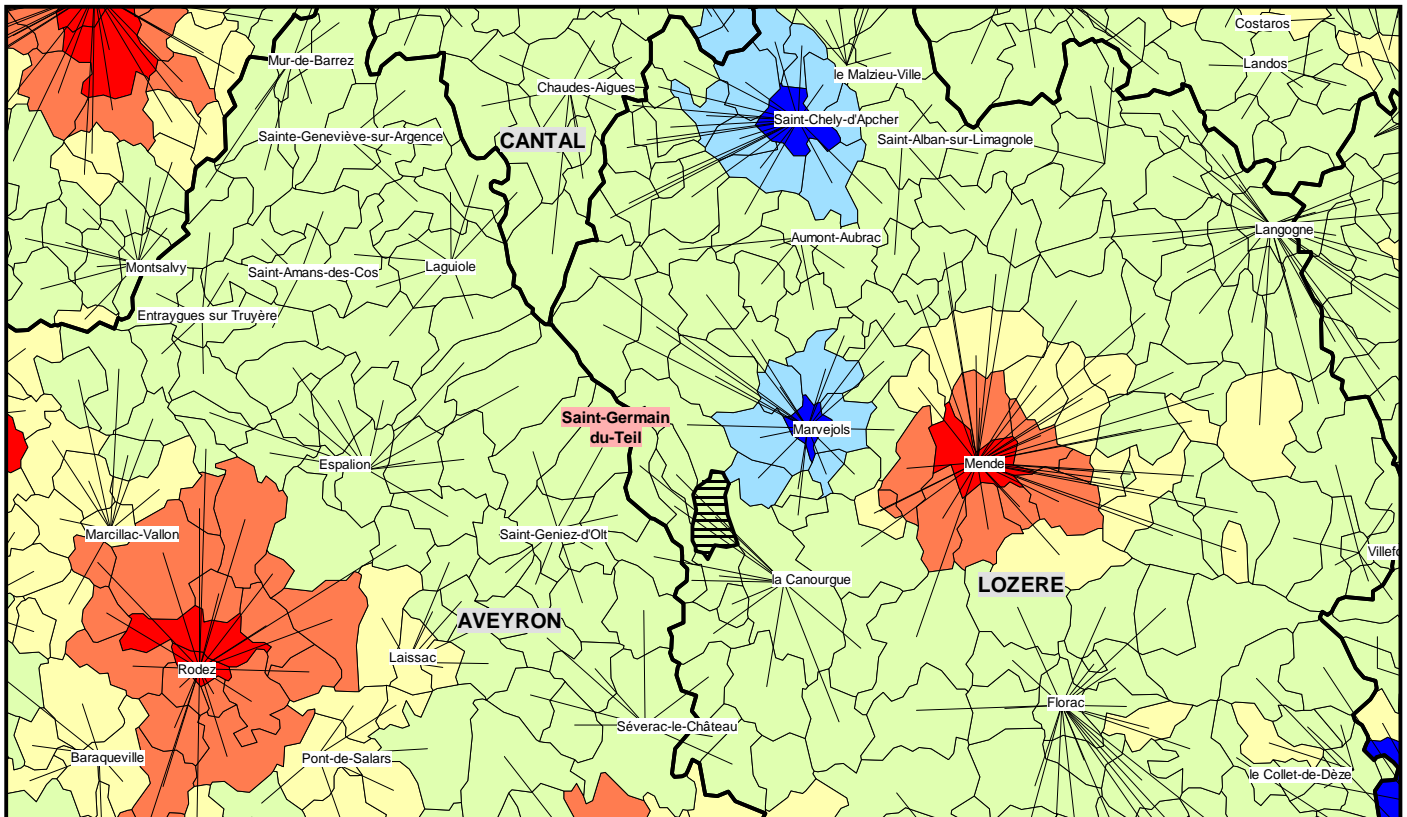 Costaros
Mur-de-Barrez
Landos
le Malzieu-Ville
Chaudes-Aigues
Saint-Chely-d'Apcher
Sainte-Geneviève-sur-Argence
CANTAL
Saint-Alban-sur-Limagnole
Langogne
Aumont-Aubrac
Montsalvy
Saint-Amans-des-Cos
Laguiole
Entraygues sur Truyère
Saint-Germain
du-Teil
Marvejols
Espalion
Mende
Marcillac-Vallon
Saint-Geniez-d'Olt
Villefo
la Canourgue
LOZERE
AVEYRON
Laissac
Rodez
Florac
Séverac-le-Château
Baraqueville
Pont-de-Salars
le Collet-de-Dèze